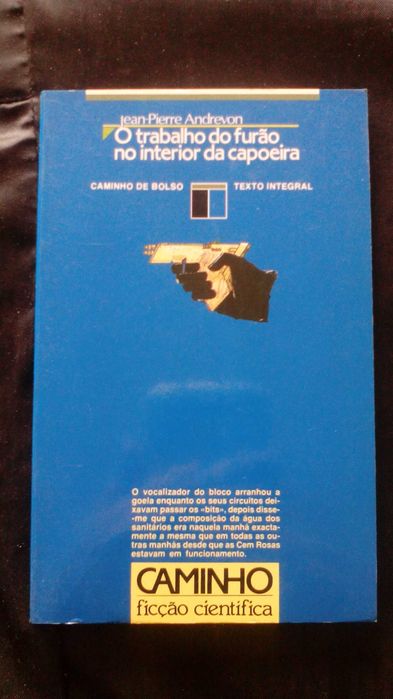 Jean-Pierre Andrevon
O trabalho do furão
no interior da capoeira
CAMINHO DE BOLSO TEXTO INTEGRAL
O vocalizador do bloco arranhou a
goela enquanto os seus circuitos dei-
xavam passar os «bits», depois disse-
-me que a composição da água dos
sanitários era naquela manhã exacta-
mente a mesma que em todas as ou-
tras manhãs desde que as Cem Rosas
estavam em funcionamento.
CAMINHO
ficção científica